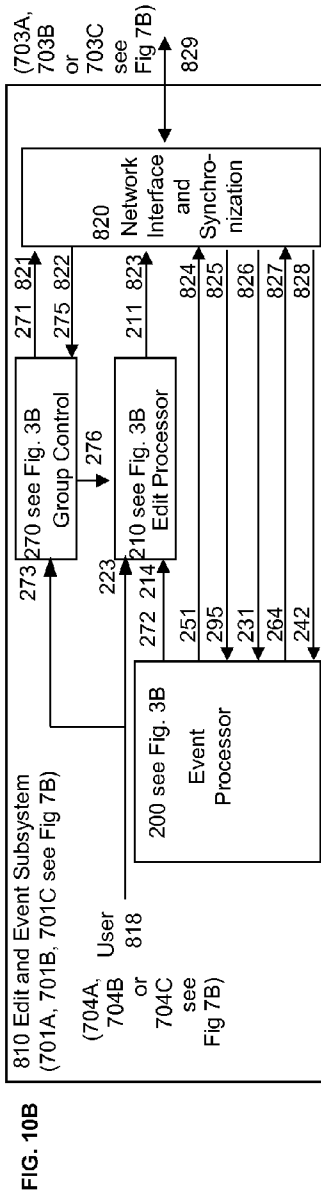 FIG. 10B
810 Edit and Event Subsystem
(701A, 701B, 701C see Fig 7B)
User
818
(704A,
704B
or
704C
see
Fig 7B)
200 see Fig. 3B
Event
Processor
273
270 see Fig. 3B
Group Control
276
223
210 see Fig. 3B
Edit Processor
272
214
271
821
275
822
211
823
251
824
295
825
231
826
264
827
242
828
820
Network
Interface
and
Synchro-
nization
(703A,
703B
or
703C
see
Fig 7B)
829